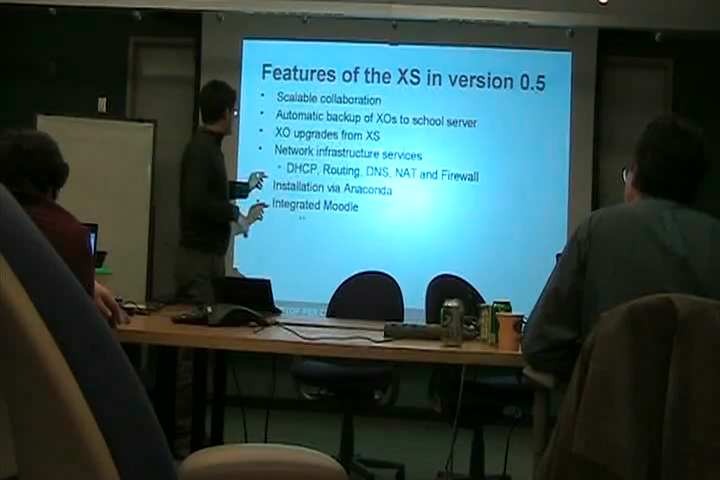 Features of the XS in version 0.5
Scalable collaboration
Automatic backup of XOs to school server
XO upgrades from XS
Network infrastructure services
DHCP, Routing, DNS, NAT and Firewall
Installation via Anaconda
Integrated Moodle